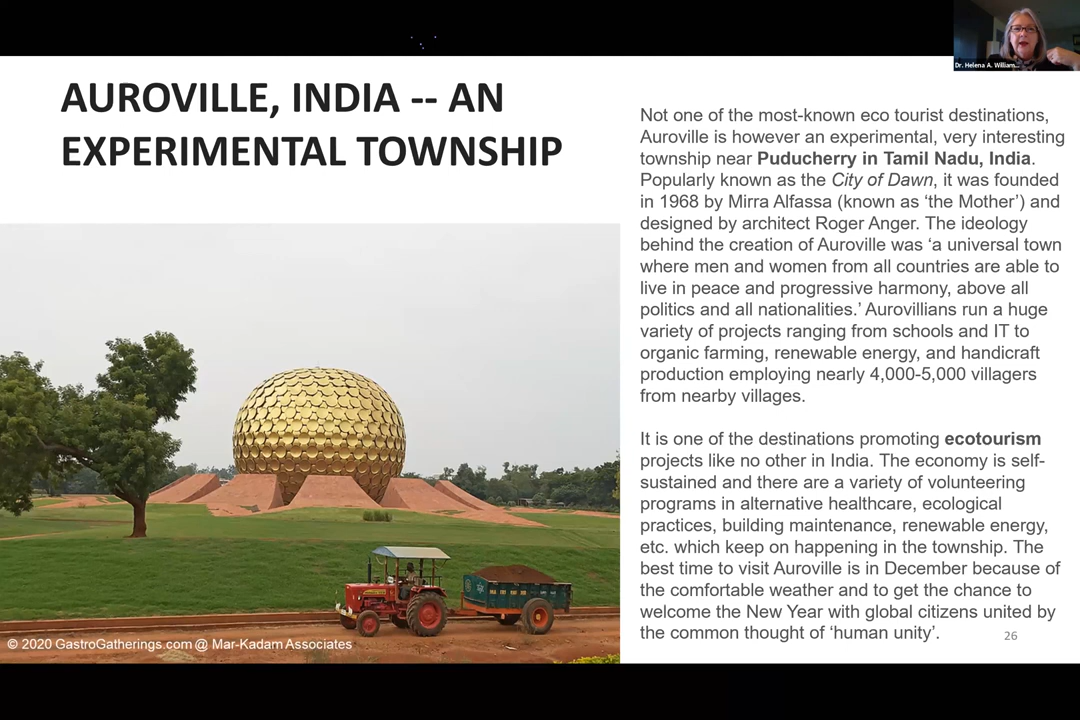 Dr. Helena A. William...
AUROVILLE, INDIA -- AN
EXPERIMENTAL TOWNSHIP
Not one of the most-known eco tourist destinations,
Auroville is however an experimental, very interesting
township near Puducherry in Tamil Nadu, India.
Popularly known as the City of Dawn, it was founded
in 1968 by Mirra Alfassa (known as ‘the Mother’) and
designed by architect Roger Anger. The ideology
behind the creation of Auroville was ‘a universal town
where men and women from all countries are able to
live in peace and progressive harmony, above all
politics and all nationalities.’ Aurovillians run a huge
variety of projects ranging from schools and IT to
organic farming, renewable energy, and handicraft
production employing nearly 4,000-5,000 villagers
from nearby villages.
It is one of the destinations promoting ecotourism
projects like no other in India. The economy is self-
sustained and there are a variety of volunteering
programs in alternative healthcare, ecological
practices, building maintenance, renewable energy,
etc. which keep on happening in the township. The
best time to visit Auroville is in December because of
the comfortable weather and to get the chance to
welcome the New Year with global citizens united by
the common thought of ‘human unity’.
26
© 2020 GastroGatherings.com @ Mar-Kadam Associates